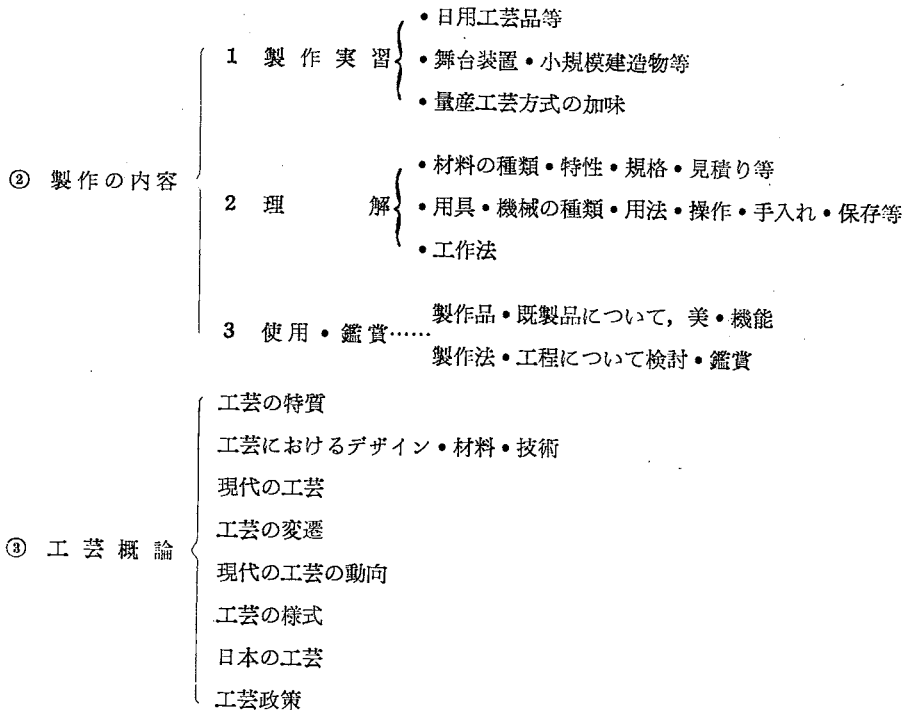 ・日用工芸品等
1 製作実習
・舞台装置・小規模建造物等
・量産工芸方式の加味
② 製作の内容
・材料の種類・特性・規格・見積り等
2 理解
・用具・機械の種類・用法・操作・手入れ・保存等
・工作法
3 使用・鑑賞……
製作品・既製品について，美・機能
製作法・工程について検討・鑑賞
③ 工芸概論
工芸の特質
工芸におけるデザイン・材料・技術
現代の工芸
工芸の変遷
現代の工芸の動向
工芸の様式
日本の工芸
工芸政策